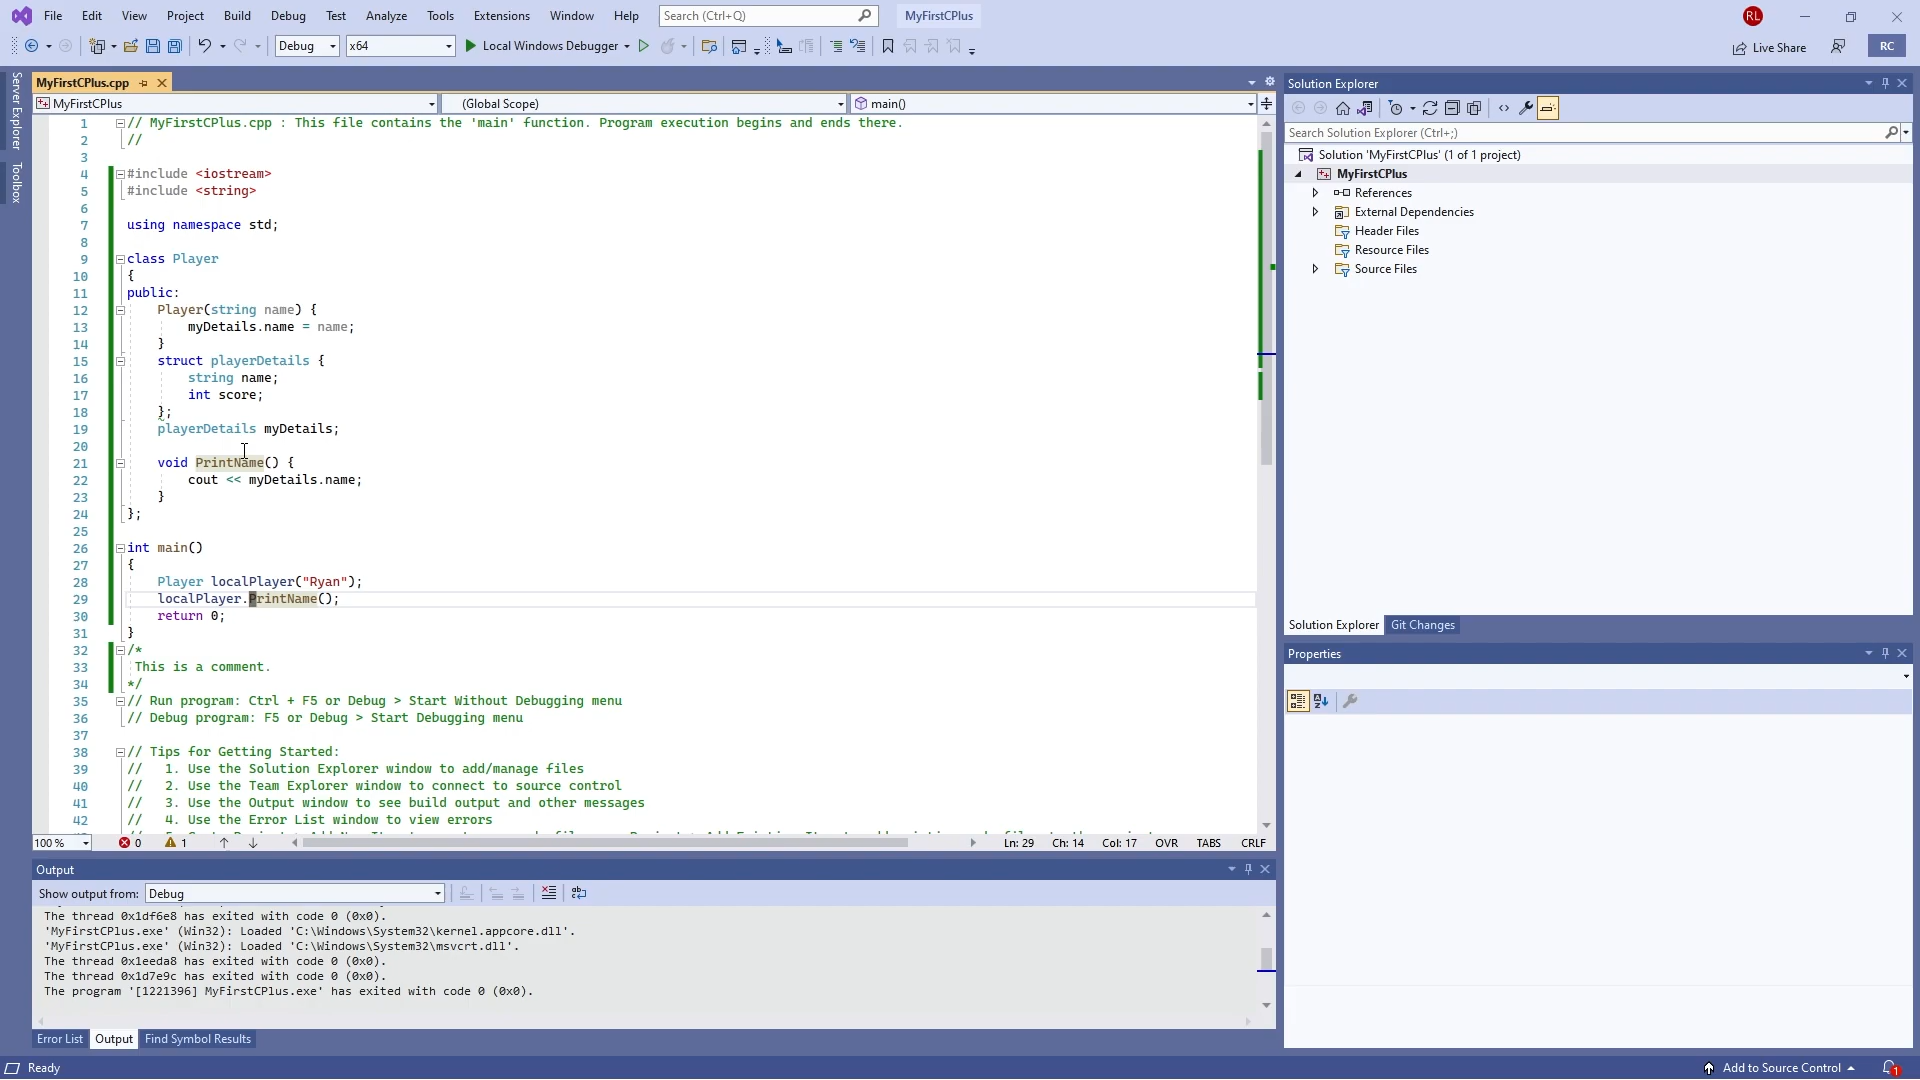 File Edit View Project Build Debug Test Analyze Tools Extensions Window Help Search (Ctrl+Q) MyFirstCPlus RL
Debug x64 Local Windows Debugger Live Share RC
Server Explorer
Toolbox
MyFirstCPlus.cpp
MyFirstCPlus (Global Scope) main()
1 // MyFirstCPlus.cpp : This file contains the 'main' function. Program execution begins and ends there.
2 //
3
4 #include <iostream>
5 #include <string>
6
7 using namespace std;
8
9 class Player
10 {
11 public:
12 Player(string name) {
13 myDetails.name = name;
14 }
15 struct playerDetails {
16 string name;
17 int score;
18 };
19 playerDetails myDetails;
20
21 void PrintName() {
22 cout << myDetails.name;
23 }
24 };
25
26 int main()
27 {
28 Player localPlayer("Ryan");
29 localPlayer.PrintName();
30 return 0;
31 }
32 /*
33 This is a comment.
34 */
35 // Run program: Ctrl + F5 or Debug > Start Without Debugging menu
36 // Debug program: F5 or Debug > Start Debugging menu
37
38 // Tips for Getting Started:
39 // 1. Use the Solution Explorer window to add/manage files
40 // 2. Use the Team Explorer window to connect to source control
41 // 3. Use the Output window to see build output and other messages
42 // 4. Use the Error List window to view errors
100 % 0 1 Ln: 29 Ch: 14 Col: 17 OVR TABS CRLF
Output
Show output from: Debug
The thread 0x1df6e8 has exited with code 0 (0x0).
'MyFirstCPlus.exe' (Win32): Loaded 'C:\Windows\System32\kernel.appcore.dll'.
'MyFirstCPlus.exe' (Win32): Loaded 'C:\Windows\System32\msvcrt.dll'.
The thread 0x1eeda8 has exited with code 0 (0x0).
The thread 0x1d7e9c has exited with code 0 (0x0).
The program '[1221396] MyFirstCPlus.exe' has exited with code 0 (0x0).
Error List Output Find Symbol Results
Solution Explorer
Search Solution Explorer (Ctrl+;)
Solution 'MyFirstCPlus' (1 of 1 project)
MyFirstCPlus
References
External Dependencies
Header Files
Resource Files
Source Files
Solution Explorer Git Changes
Properties
Ready Add to Source Control 1